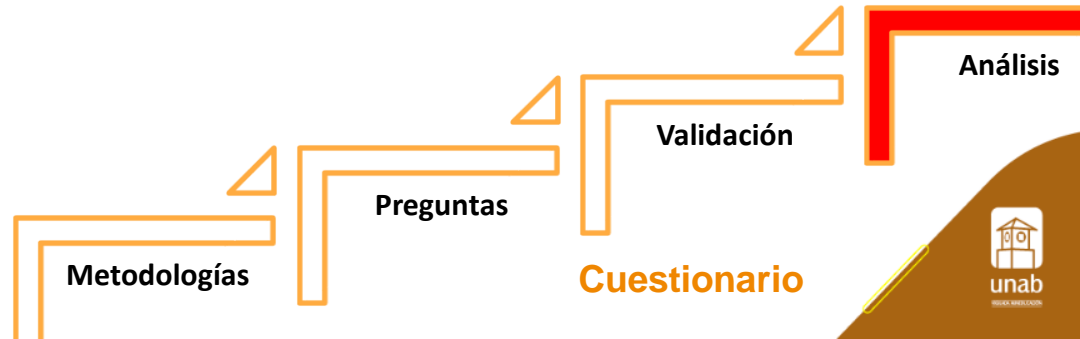 Análisis
Validación
Preguntas
Metodologías
Cuestionario
unab